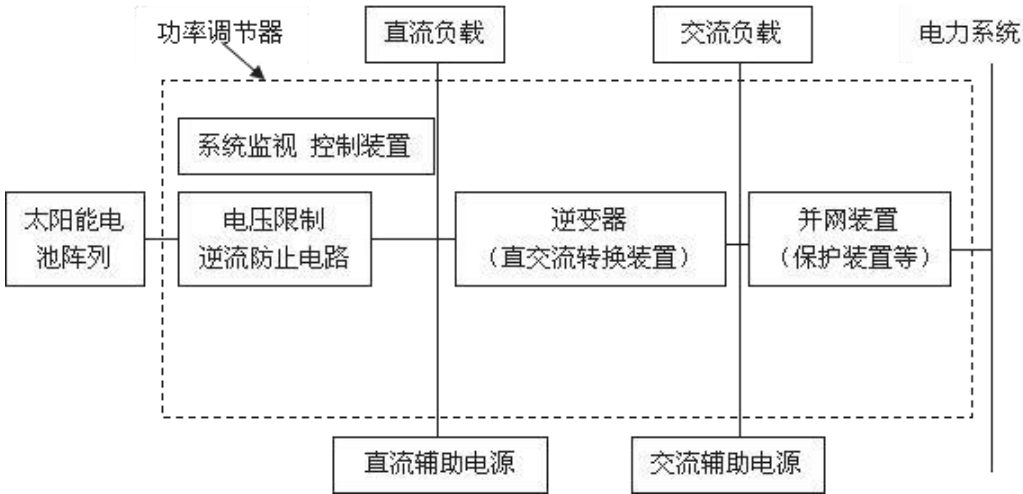 功率调节器
直流负载
交流负载
电力系统
系统监视 控制装置
太阳能电
池阵列
电压限制
逆流防止电路
逆变器
（直交流转换装置）
并网装置
（保护装置等）
直流辅助电源
交流辅助电源